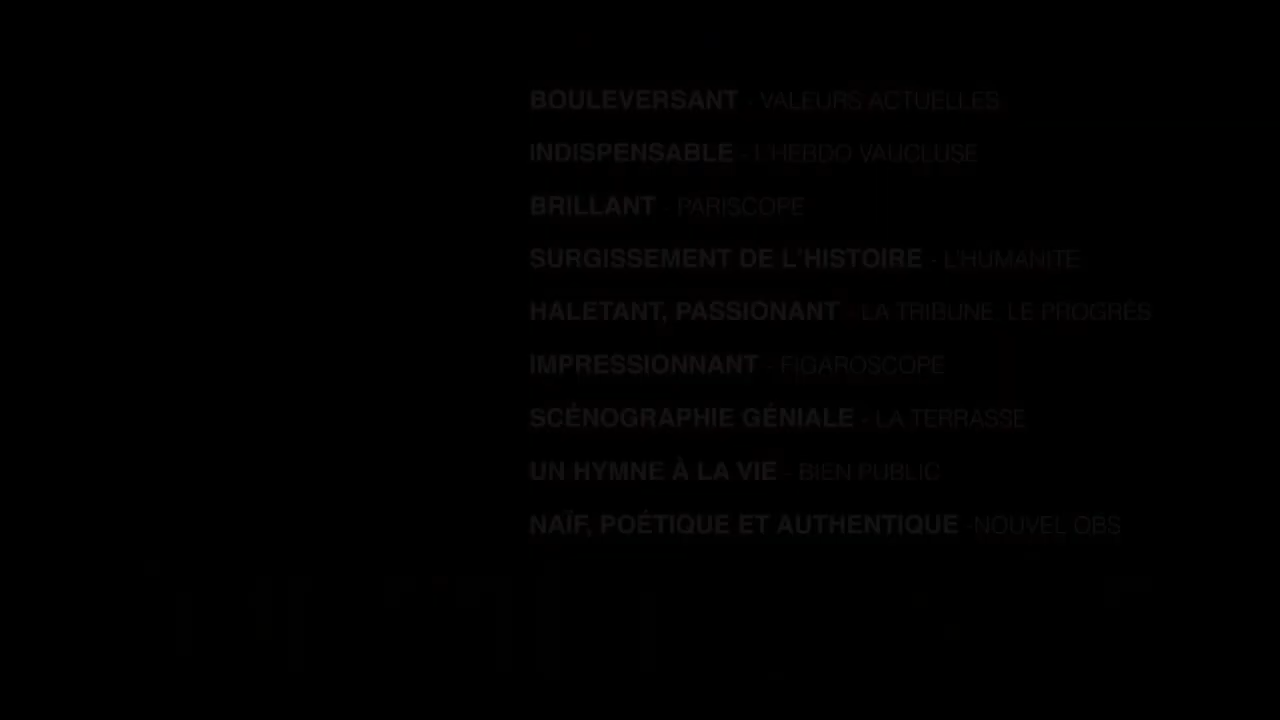 BOULEVERSANT - VALEURS ACTUELLES
INDISPENSABLE - L'HEBDO VAUCLUSE
BRILLANT - PARISCOPE
SURGISSEMENT DE L'HISTOIRE - L'HUMANITÉ
HALETANT, PASSIONANT - LA TRIBUNE, LE PROGRÈS
IMPRESSIONNANT - FIGAROSCOPE
SCÉNOGRAPHIE GÉNIALE - LA TERRASSE
UN HYMNE À LA VIE - BIEN PUBLIC
NAÏF, POÉTIQUE ET AUTHENTIQUE -NOUVEL OBS